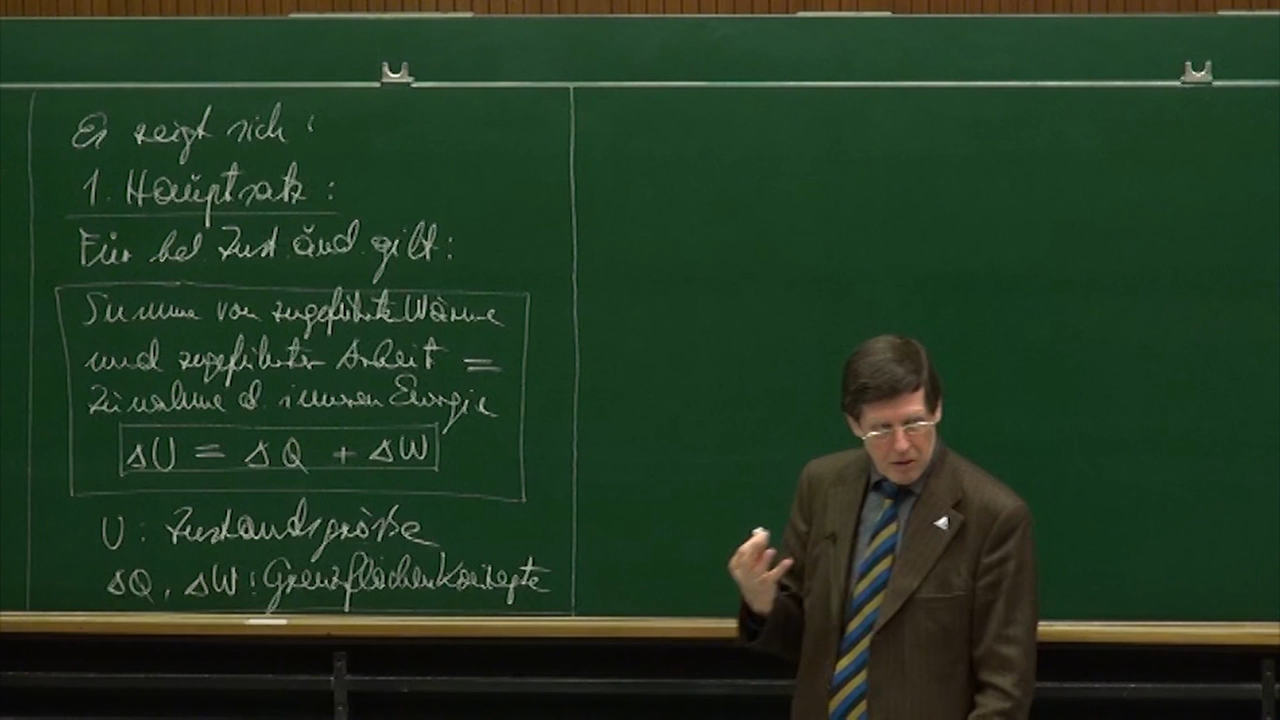 Es zeigt sich:
1. Hauptsatz:
Für bel Zust.änd. gilt:
Summe von zugeführter Wärme
und zugeführter Arbeit =
Zunahme d. inneren Energie
ΔU = ΔQ + ΔW
U: Zustandsgröße
ΔQ, ΔW: Grenzflächenkonzepte